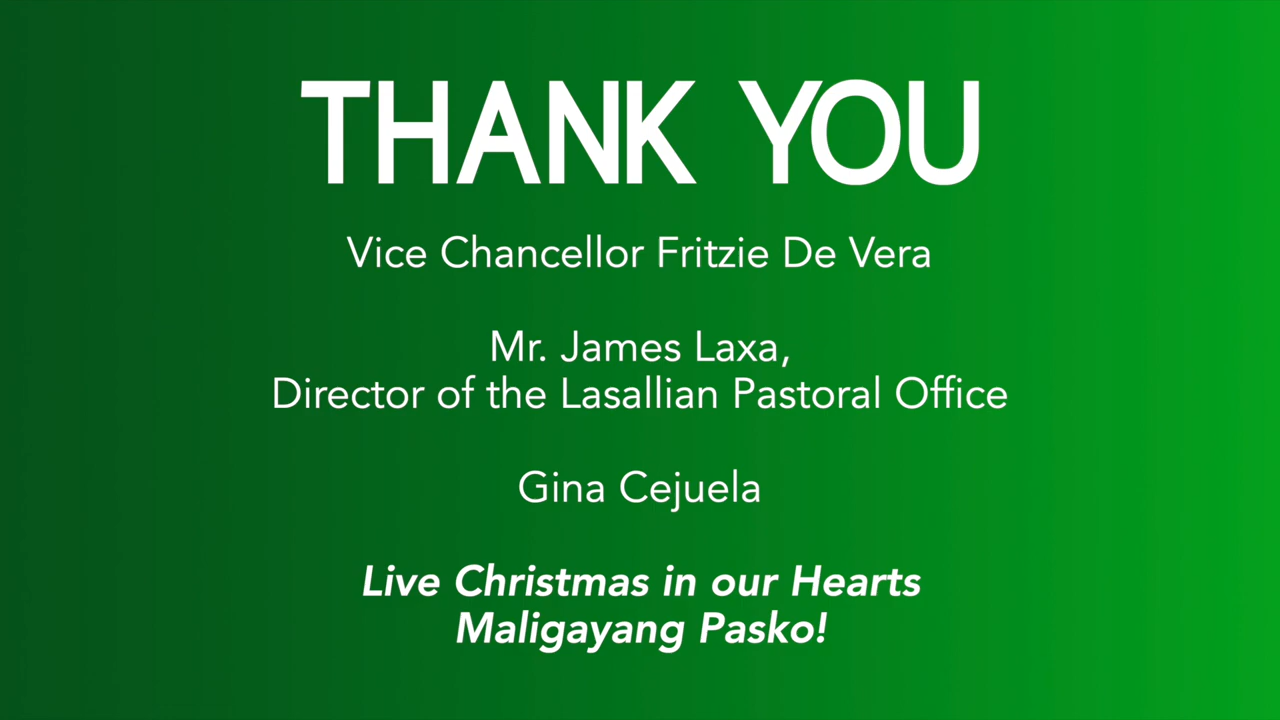 THANK YOU
Vice Chancellor Fritzie De Vera
Mr. James Laxa,
Director of the Lasallian Pastoral Office
Gina Cejuela
Live Christmas in our Hearts
Maligayang Pasko!